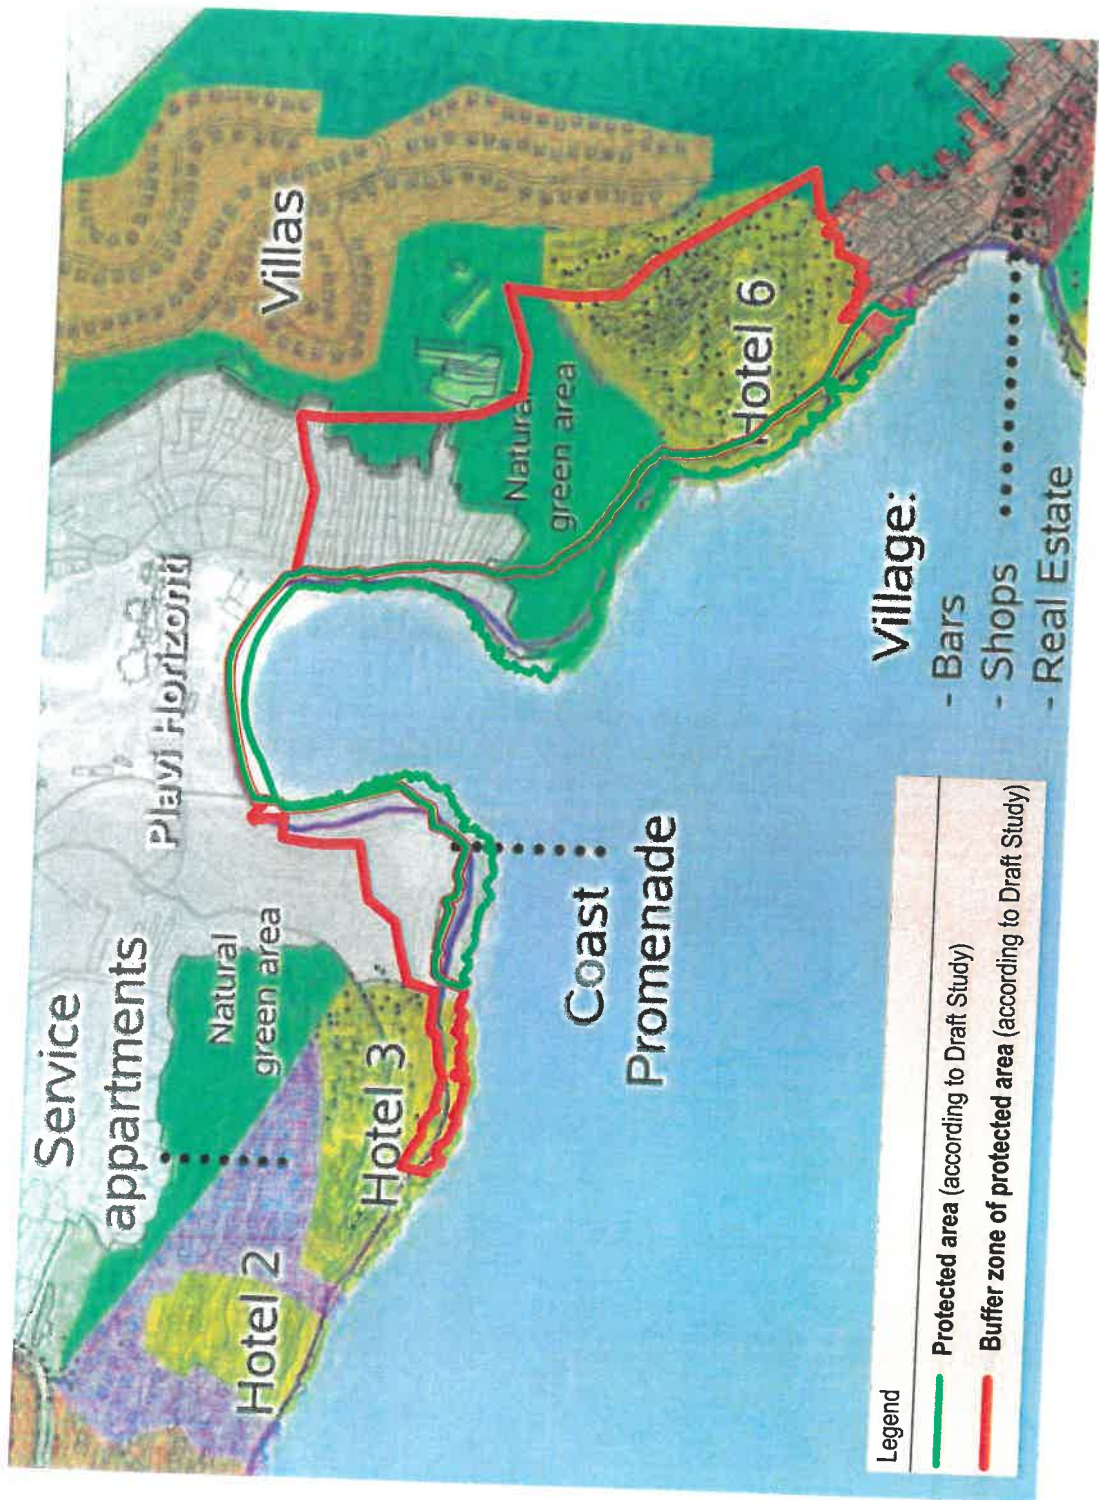 Service
appartments
Natural
green area
Plavi Horizonti
Villas
Hotel 2
Hotel 3
Natural
green area
Hotel 6
Coast
Promenade
Village:
- Bars
- Shops
- Real Estate
Legend
Protected area (according to Draft Study)
Buffer zone of protected area (according to Draft Study)